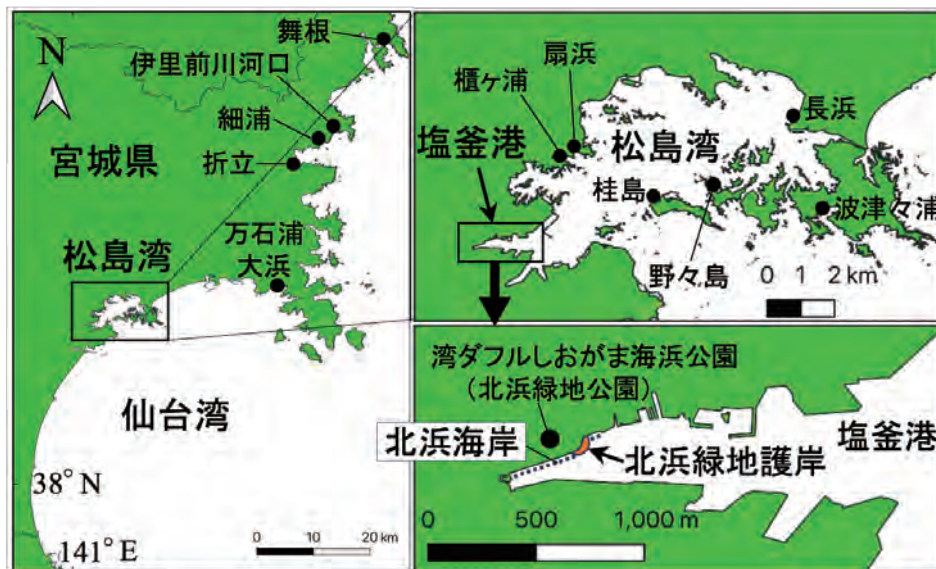 N
舞根
伊里前川河口
細浦
折立
宮城県
万石浦
大浜
松島湾
仙台湾
38°N
141°E
0 10 20 km
扇浜
櫃ヶ浦
長浜
塩釜港
松島湾
桂島
波津々浦
野々島
0 1 2 km
湾ダフルしおがま海浜公園
(北浜緑地公園)
北浜海岸
塩釜港
北浜緑地護岸
0 500 1,000 m